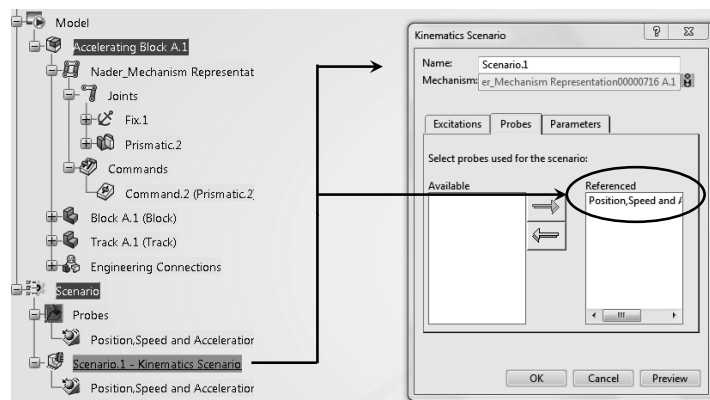 Model
Accelerating Block A.1
Nader_Mechanism Representat
Joints
Fix.1
Prismatic.2
Commands
Command.2 (Prismatic.2)
Block A.1 (Block)
Track A.1 (Track)
Engineering Connections
Scenario
Probes
Position,Speed and Acceleration
Scenario.1 - Kinematics Scenario
Position,Speed and Acceleration
Kinematics Scenario
Name: Scenario.1
Mechanism: er_Mechanism Representation00000716 A.1
Excitations Probes Parameters
Select probes used for the scenario:
Available Referenced
Position,Speed and A
OK Cancel Preview